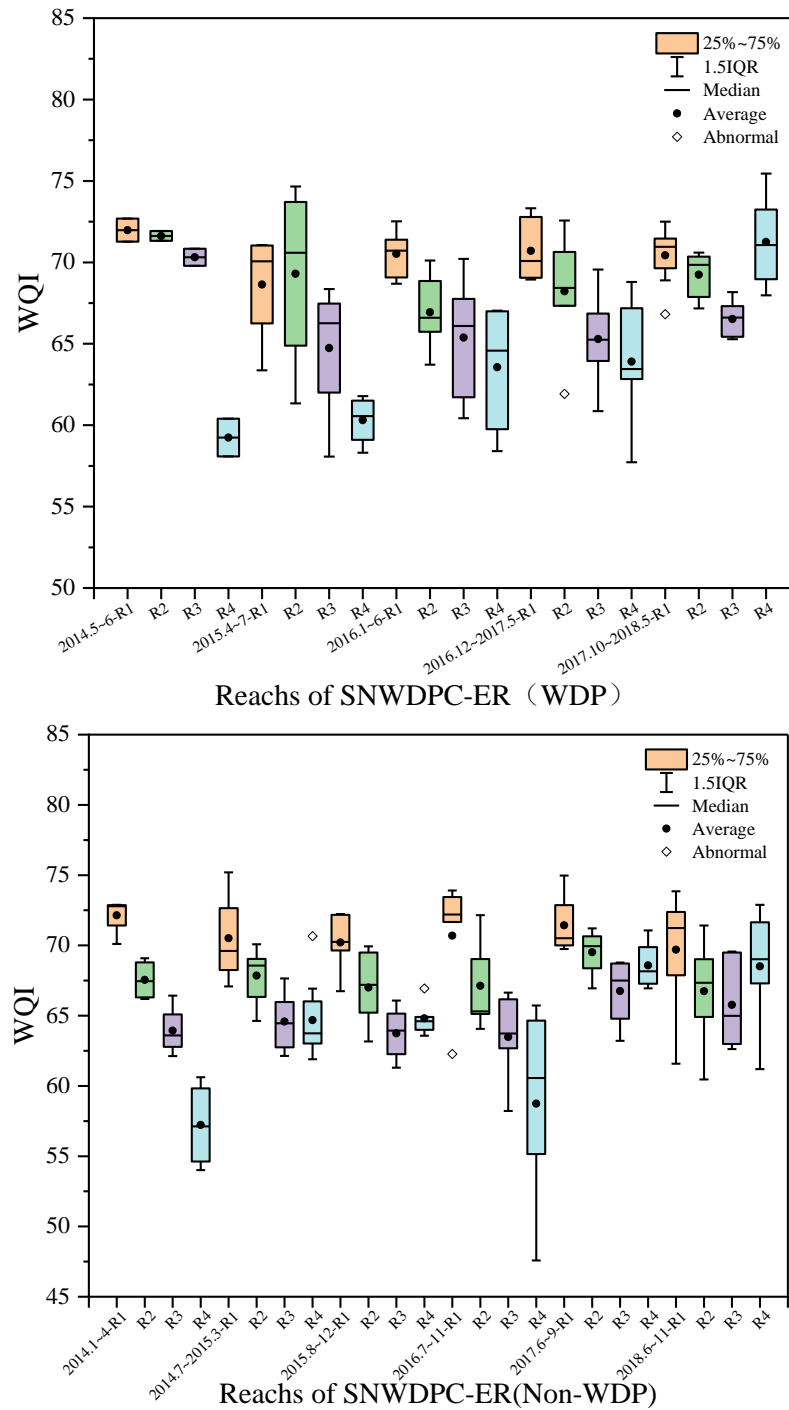 85
80
75
70
65
60
55
50
WQI
25%~75%
1.5IQR
Median
Average
Abnormal
2014.5~6-R1
R2
R3
R4
2015.4~7-R1
R2
R3
R4
2016.1~6-R1
R2
R3
R4
2016.12~2017.5-R1
R2
R3
R4
2017.10~2018.5-R1
R2
R3
R4
Reachs of SNWDPC-ER（WDP）
85
80
75
70
65
60
55
50
45
WQI
25%~75%
1.5IQR
Median
Average
Abnormal
2014.1~4-R1
R2
R3
R4
2014.7~2015.3-R1
R2
R3
R4
2015.8~12-R1
R2
R3
R4
2016.7~11-R1
R2
R3
R4
2017.6~9-R1
R2
R3
R4
2018.6~11-R1
R2
R3
R4
Reachs of SNWDPC-ER(Non-WDP)